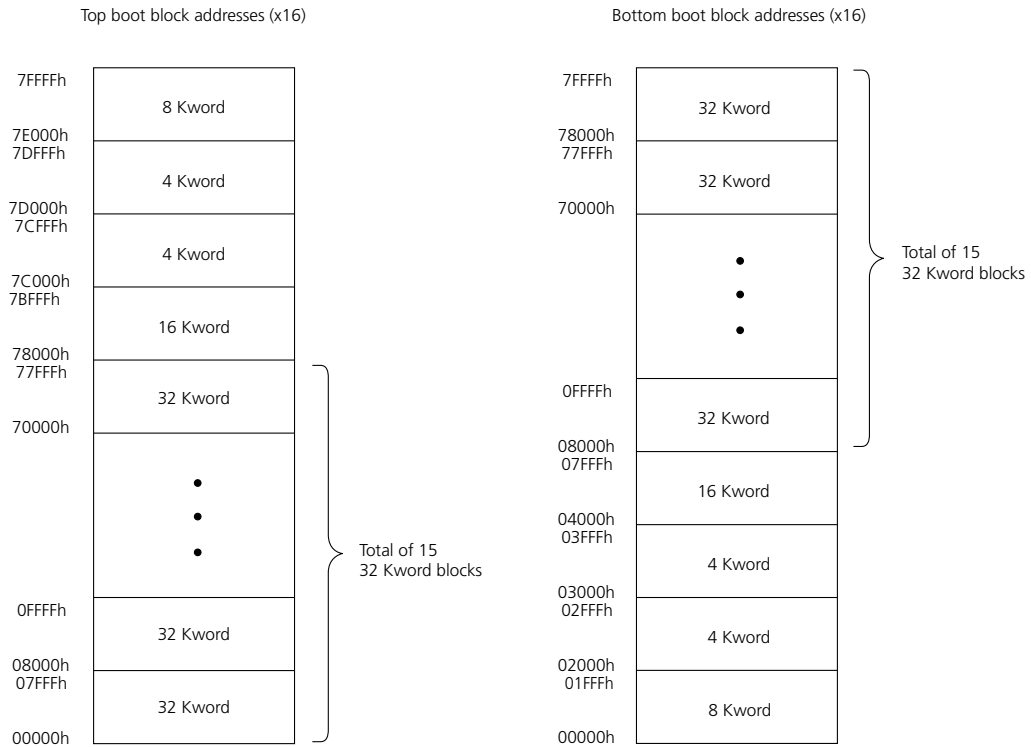 Top boot block addresses (x16)
7FFFFh
8 Kword
7E000h
7DFFFh
4 Kword
7D000h
7CFFFh
4 Kword
7C000h
7BFFFh
16 Kword
78000h
77FFFh
32 Kword
70000h
Total of 15
32 Kword blocks
0FFFFh
32 Kword
08000h
07FFFh
32 Kword
00000h
Bottom boot block addresses (x16)
7FFFFh
32 Kword
78000h
77FFFh
32 Kword
70000h
Total of 15
32 Kword blocks
0FFFFh
32 Kword
08000h
07FFFh
16 Kword
04000h
03FFFh
4 Kword
03000h
02FFFh
4 Kword
02000h
01FFFh
8 Kword
00000h